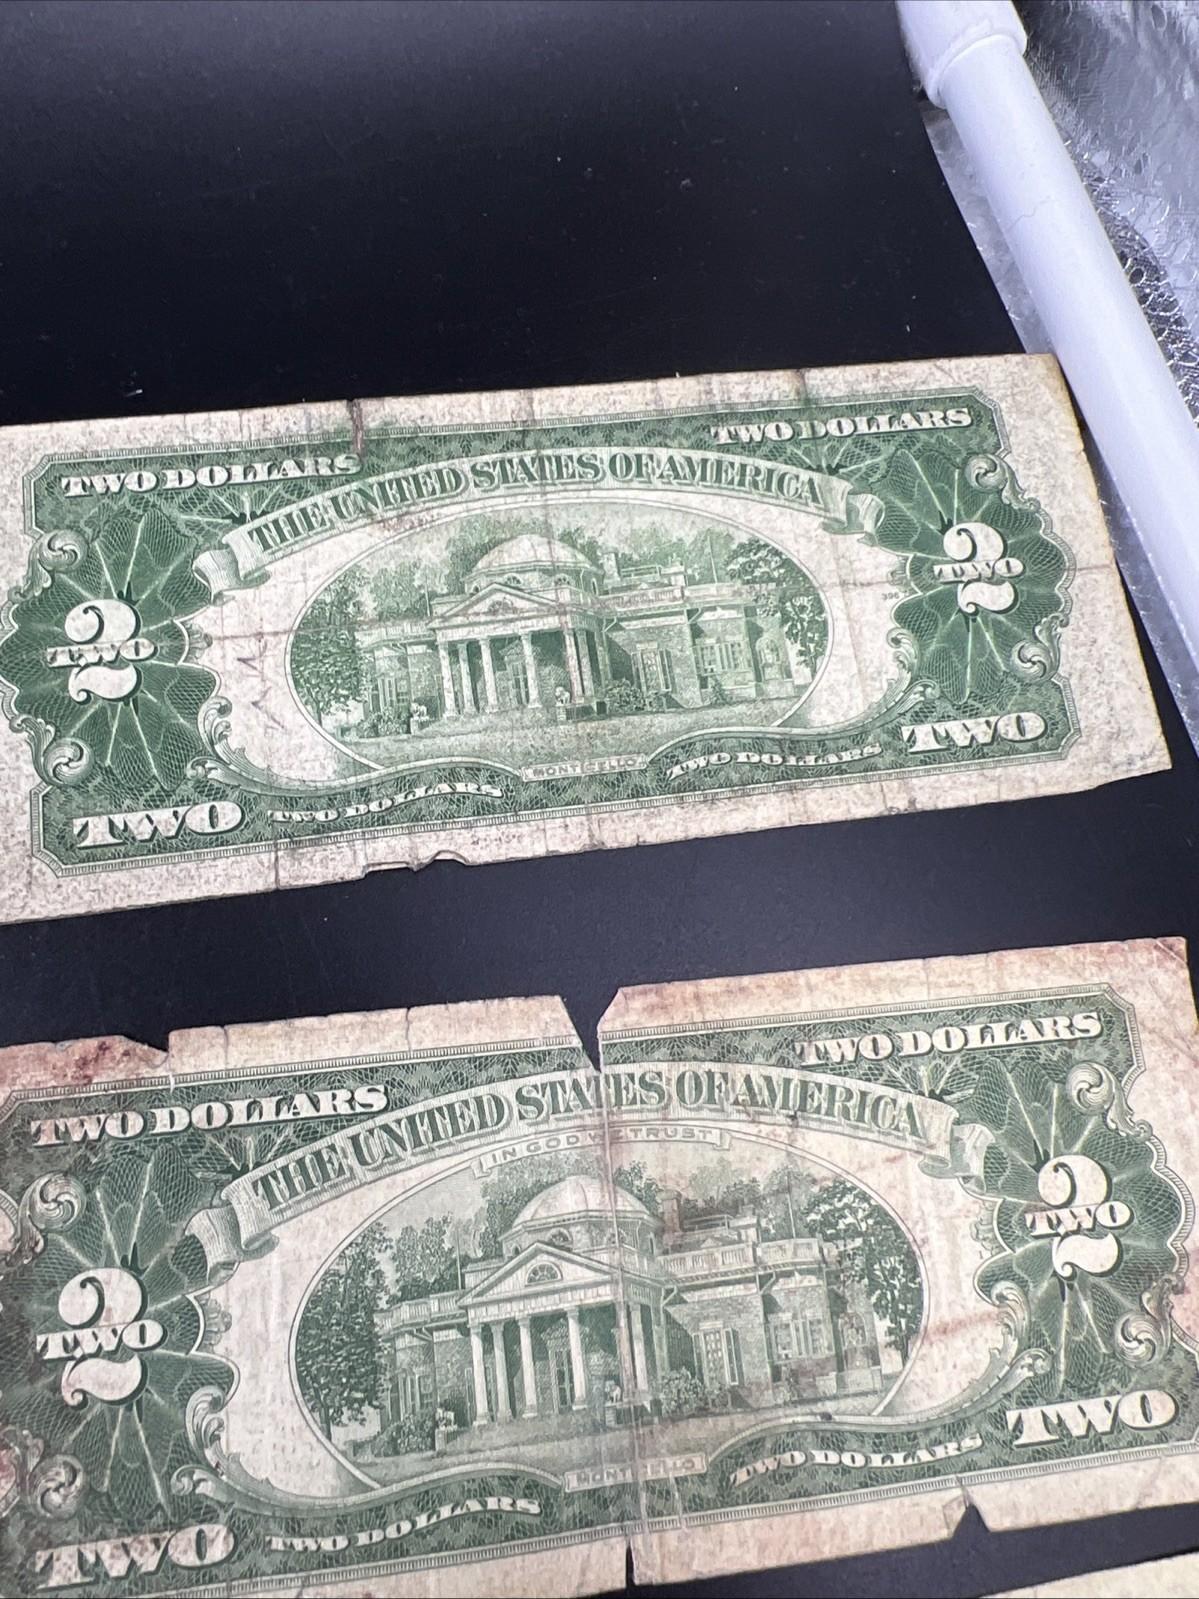 TWO DOLLARS TWO DOLLARS
THE UNITED STATES OF AMERICA
2 TWO 2 TWO
396
MONTICELLO
TWO TWO DOLLARS TWO DOLLARS TWO
TWO DOLLARS TWO DOLLARS
THE UNITED STATES OF AMERICA
IN GOD WE TRUST
2 TWO 2 TWO
MONTICELLO
TWO TWO DOLLARS TWO DOLLARS TWO